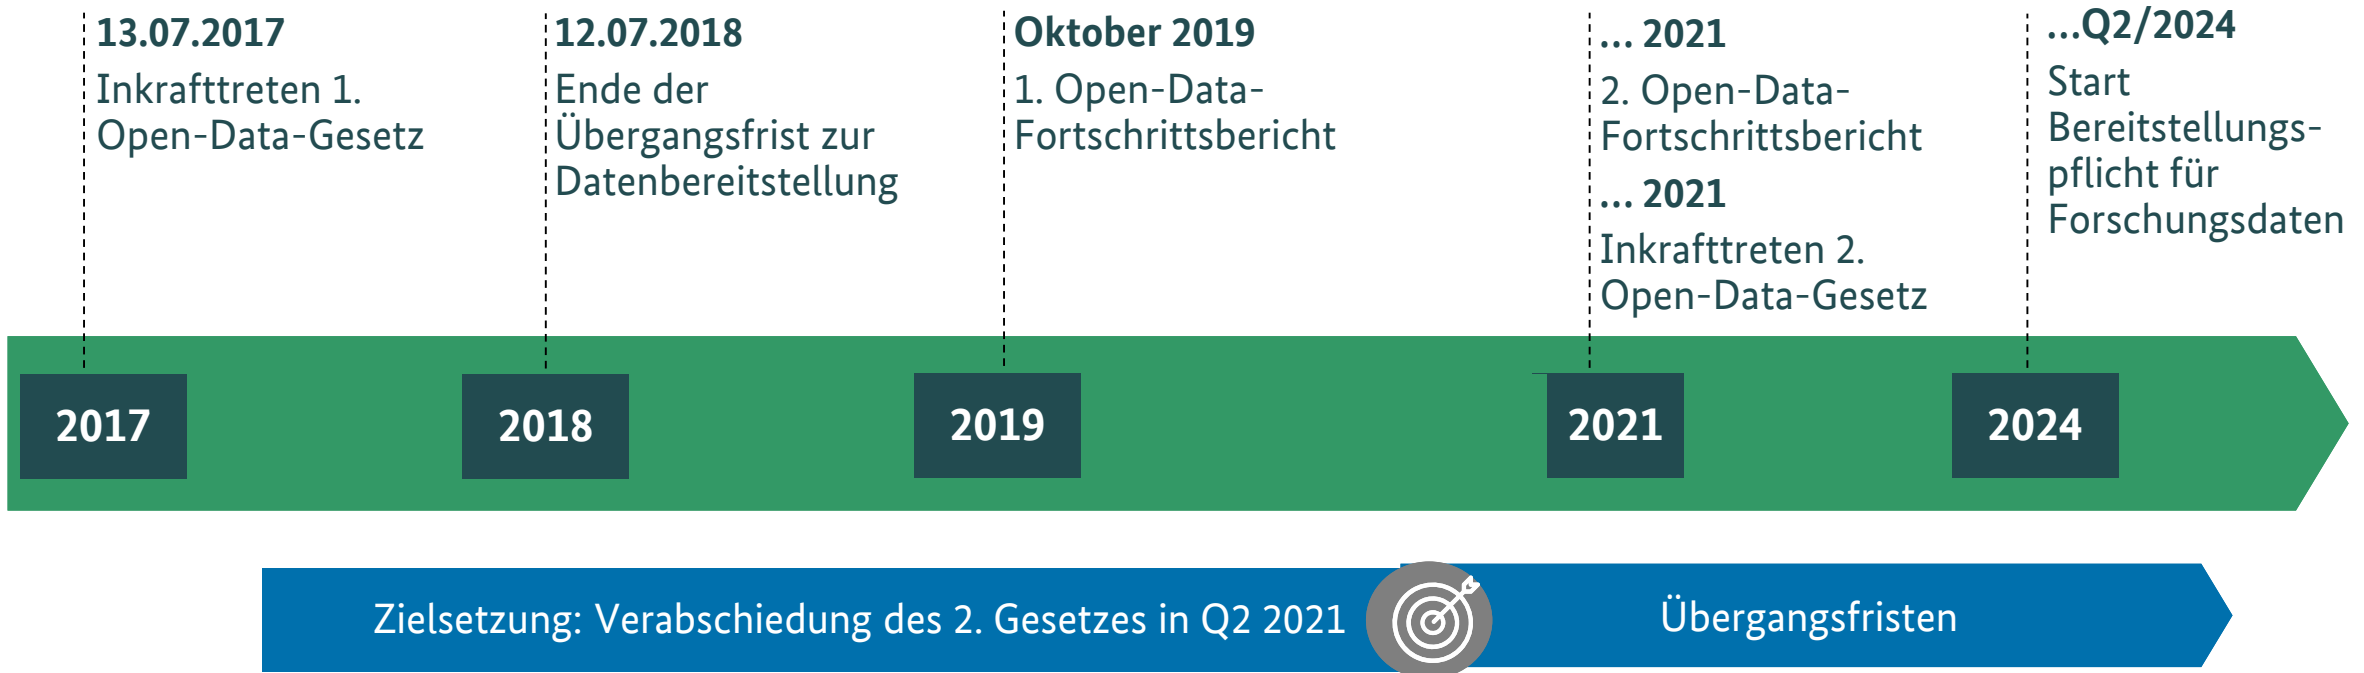 13.07.2017
Inkrafttreten 1.
Open-Data-Gesetz
12.07.2018
Ende der
Übergangsfrist zur
Datenbereitstellung
Oktober 2019
1. Open-Data-
Fortschrittsbericht
... 2021
2. Open-Data-
Fortschrittsbericht
... 2021
Inkrafttreten 2.
Open-Data-Gesetz
...Q2/2024
Start
Bereitstellungs-
pflicht für
Forschungsdaten
2017
2018
2019
2021
2024
Zielsetzung: Verabschiedung des 2. Gesetzes in Q2 2021
Übergangsfristen